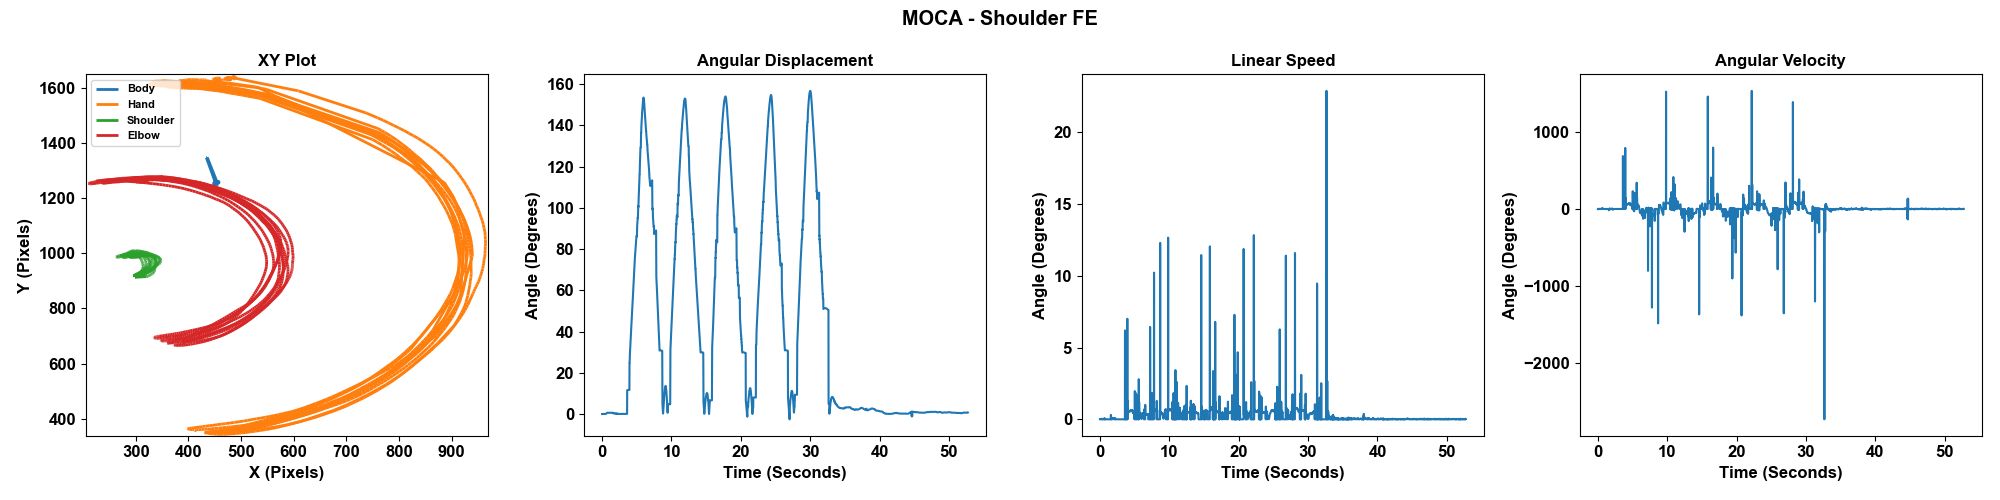 MOCA - Shoulder FE
XY Plot
Y (Pixels)
1600
1400
1200
1000
800
600
400
Body
Hand
Shoulder
Elbow
300 400 500 600 700 800 900
X (Pixels)
Angular Displacement
Angle (Degrees)
160
140
120
100
80
60
40
20
0
0 10 20 30 40 50
Time (Seconds)
Linear Speed
Angle (Degrees)
20
15
10
5
0
0 10 20 30 40 50
Time (Seconds)
Angular Velocity
Angle (Degrees)
1000
0
−1000
−2000
0 10 20 30 40 50
Time (Seconds)